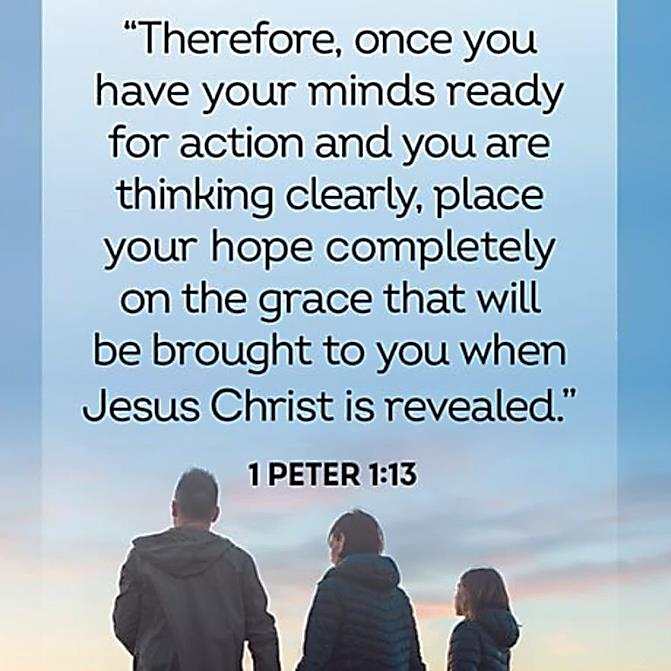 “Therefore, once you
have your minds ready
for action and you are
thinking clearly, place
your hope completely
on the grace that will
be brought to you when
Jesus Christ is revealed.”
1 PETER 1:13